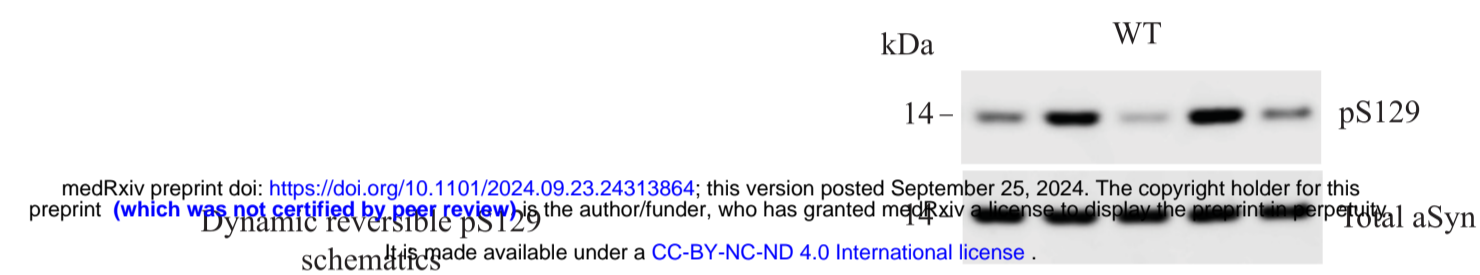 WT
kDa
14 – pS129
medRxiv preprint doi: https://doi.org/10.1101/2024.09.23.24313864; this version posted September 25, 2024. The copyright holder for this
preprint (which was not certified by peer review) is the author/funder, who has granted medRxiv a license to display the preprint in perpetuity.
14 – Total aSyn
Dynamic reversible pS129
It is made available under a CC-BY-NC-ND 4.0 International license .
schematics